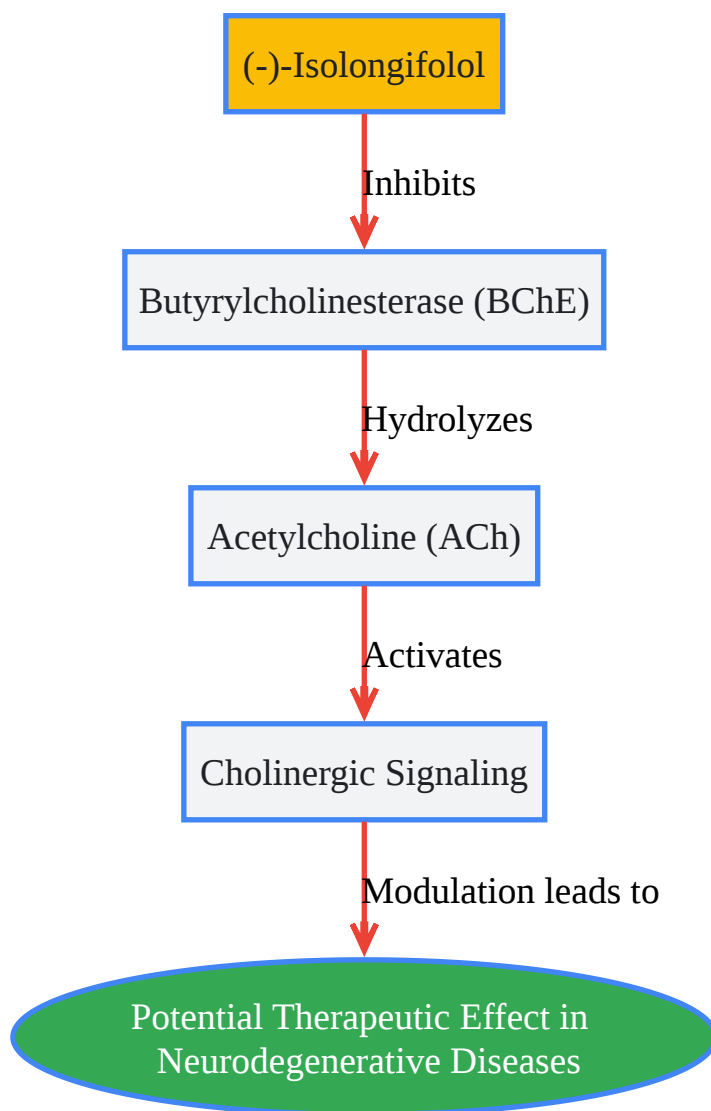 (-)-Isolongifolol
Inhibits
Butyrylcholinesterase (BChE)
Hydrolyzes
Acetylcholine (ACh)
Activates
Cholinergic Signaling
Modulation leads to
Potential Therapeutic Effect in
Neurodegenerative Diseases